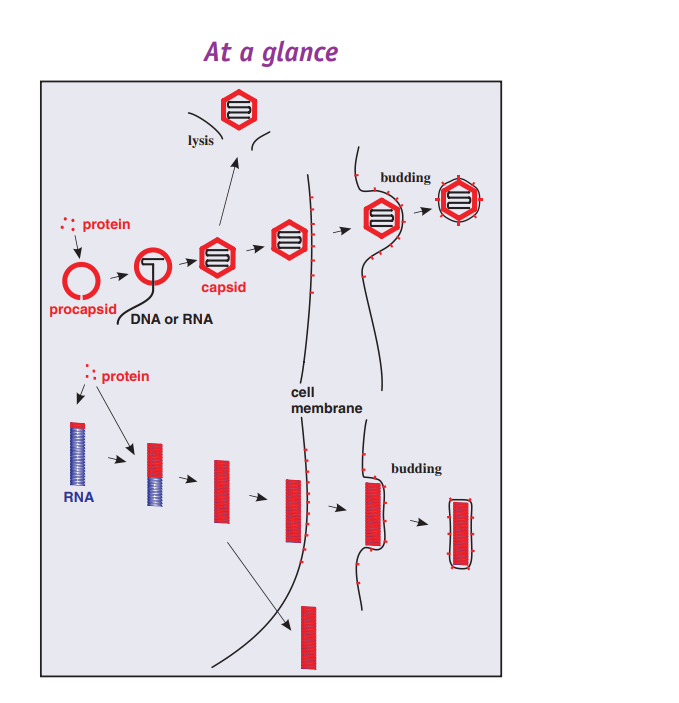 At a glance
lysis
budding
protein
capsid
procapsid
DNA or RNA
protein
cell
membrane
budding
RNA